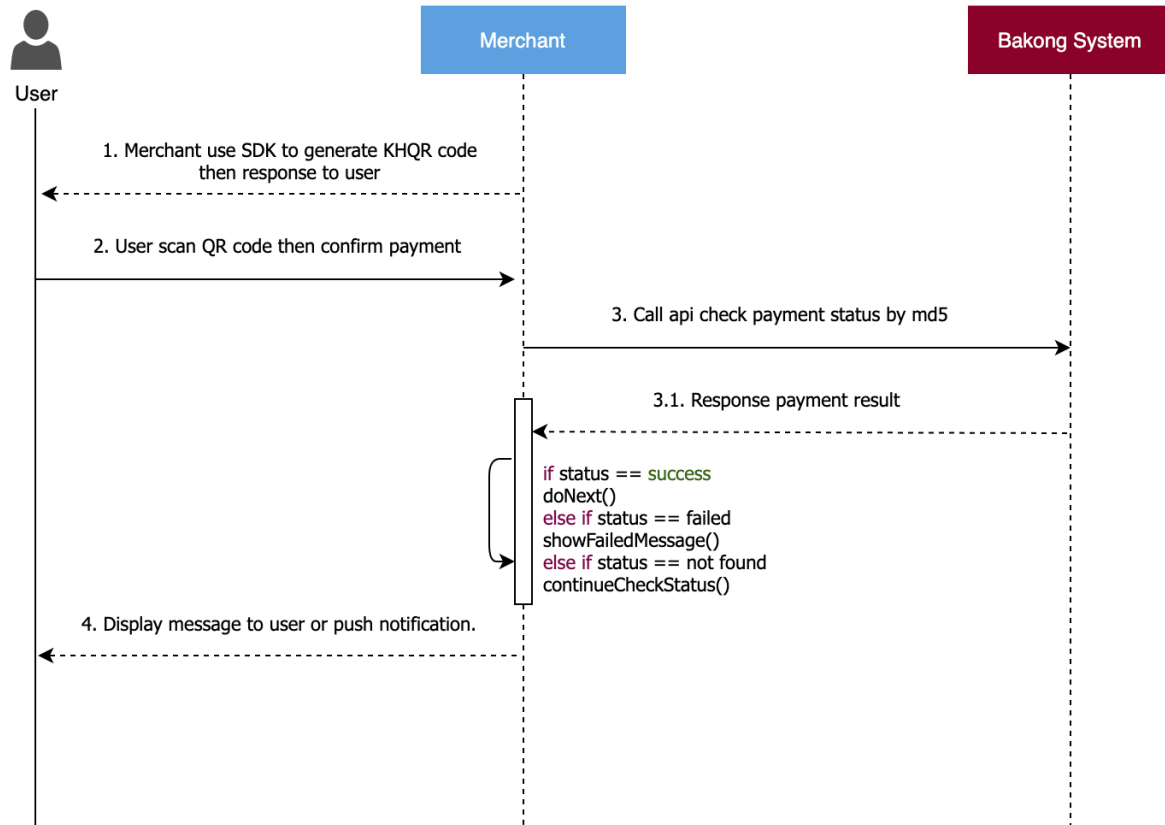 Merchant
Bakong System
User
1. Merchant use SDK to generate KHQR code
then response to user
2. User scan QR code then confirm payment
3. Call api check payment status by md5
3.1. Response payment result
if status == success
doNext()
else if status == failed
showFailedMessage()
else if status == not found
continueCheckStatus()
4. Display message to user or push notification.